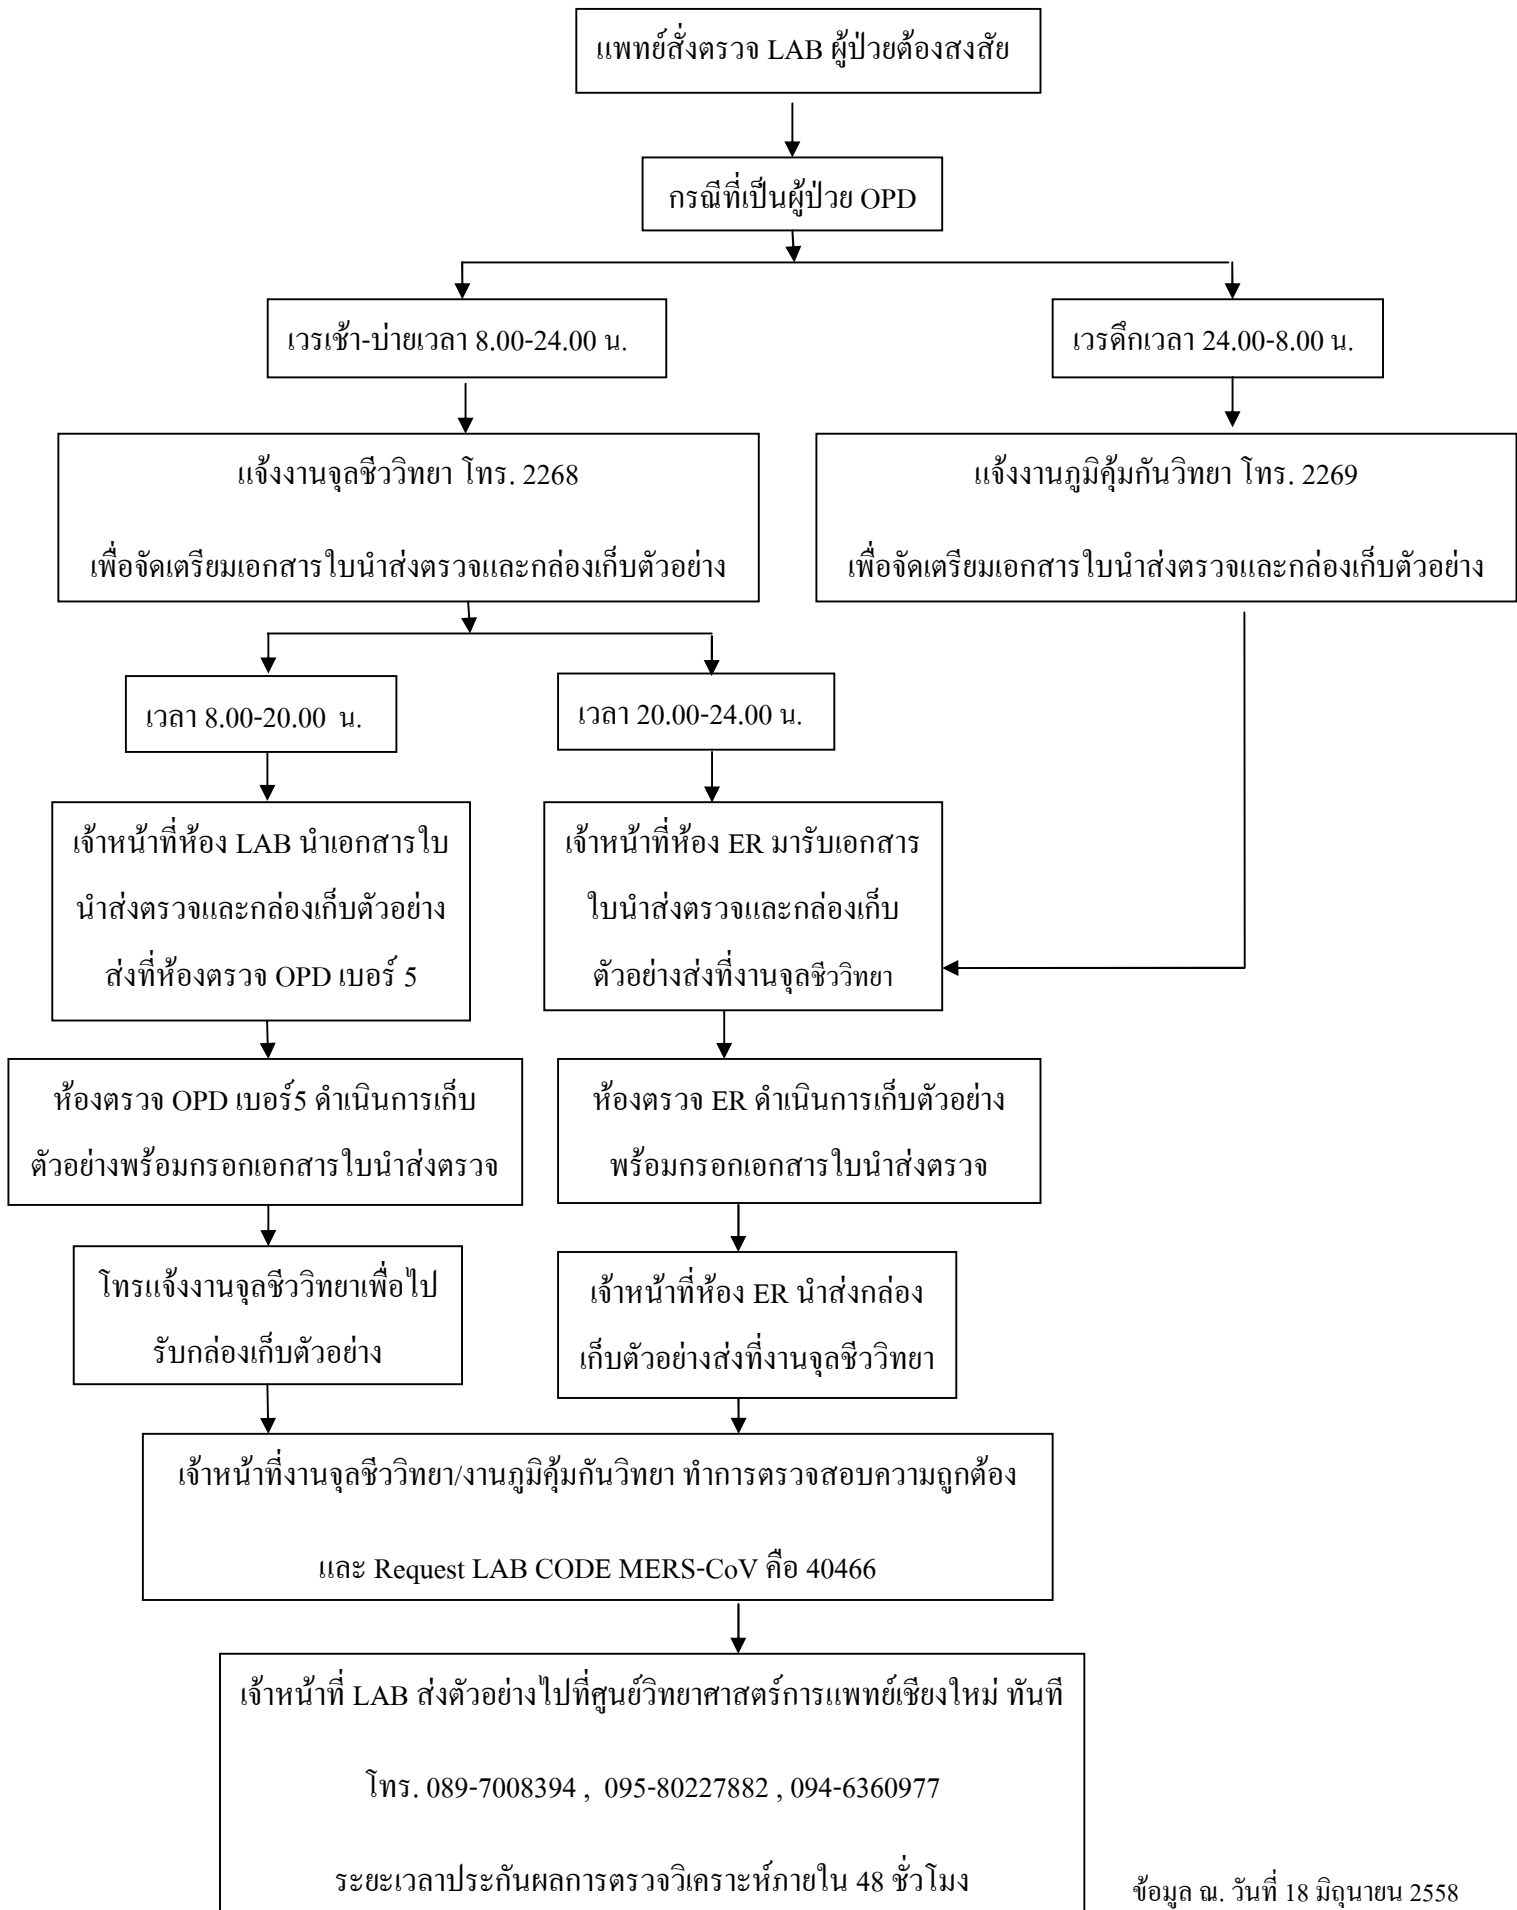 แพทย์สั่งตรวจ LAB ผู้ป่วยต้องสงสัย
กรณีที่เป็นผู้ป่วย OPD
เวรเช้า-บ่ายเวลา 8.00-24.00 น.
เวรดึกเวลา 24.00-8.00 น.
แจ้งงานจุลชีววิทยา โทร. 2268
เพื่อจัดเตรียมเอกสารใบนำส่งตรวจและกล่องเก็บตัวอย่าง
แจ้งงานภูมิคุ้มกันวิทยา โทร. 2269
เพื่อจัดเตรียมเอกสารใบนำส่งตรวจและกล่องเก็บตัวอย่าง
เวลา 8.00-20.00 น.
เวลา 20.00-24.00 น.
เจ้าหน้าที่ห้อง LAB นำเอกสารใบ
นำส่งตรวจและกล่องเก็บตัวอย่าง
ส่งที่ห้องตรวจ OPD เบอร์ 5
เจ้าหน้าที่ห้อง ER มารับเอกสาร
ใบนำส่งตรวจและกล่องเก็บ
ตัวอย่างส่งที่งานจุลชีววิทยา
ห้องตรวจ OPD เบอร์5 ดำเนินการเก็บ
ตัวอย่างพร้อมกรอกเอกสารใบนำส่งตรวจ
ห้องตรวจ ER ดำเนินการเก็บตัวอย่าง
พร้อมกรอกเอกสารใบนำส่งตรวจ
โทรแจ้งงานจุลชีววิทยาเพื่อไป
รับกล่องเก็บตัวอย่าง
เจ้าหน้าที่ห้อง ER นำส่งกล่อง
เก็บตัวอย่างส่งที่งานจุลชีววิทยา
เจ้าหน้าที่งานจุลชีววิทยา/งานภูมิคุ้มกันวิทยา ทำการตรวจสอบความถูกต้อง
และ Request LAB CODE MERS-CoV คือ 40466
เจ้าหน้าที่ LAB ส่งตัวอย่างไปที่ศูนย์วิทยาศาสตร์การแพทย์เชียงใหม่ ทันที
โทร. 089-7008394 , 095-80227882 , 094-6360977
ระยะเวลาประกันผลการตรวจวิเคราะห์ภายใน 48 ชั่วโมง
ข้อมูล ณ. วันที่ 18 มิถุนายน 2558